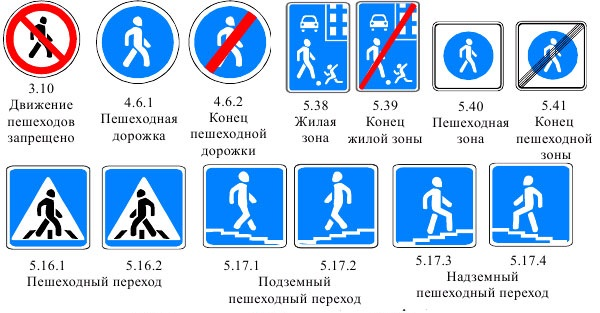 3.10
Движение
пешеходов
запрещено
4.6.1
Пешеходная
дорожка
4.6.2
Конец
пешеходной
дорожки
5.38
Жилая
зона
5.39
Конец
жилой зоны
5.40
Пешеходная
зона
5.41
Конец
пешеходной
зоны
5.16.1 5.16.2
Пешеходный переход
5.17.1 5.17.2
Подземный
пешеходный переход
5.17.3 5.17.4
Надземный
пешеходный переход